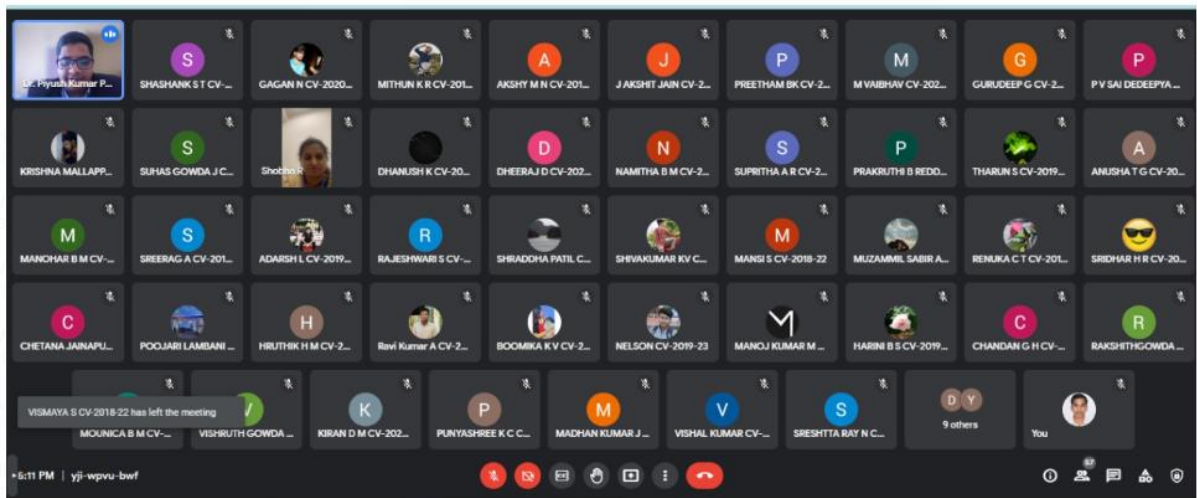 Dr. Piyush Kumar P...
S
SHASHANK S T CV-...
GAGAN N CV-2020...
MITHUN K R CV-201...
A
AKSHY M N CV-201...
J
J AKSHIT JAIN CV-2...
P
PREETHAM BK CV-2...
M
M VAIBHAV CV-202...
G
GURUDEEP G CV-2...
P
P V SAI DEDEEPYA ...
KRISHNA MALLAPP...
S
SUHAS GOWDA J C...
Shobha R
DHANUSH K CV-20...
D
DHEERAJ D CV-202...
N
NAMITHA B M CV-2...
S
SUPRITHA A R CV-2...
P
PRAKRUTHI B REDD...
THARUN S CV-2019...
A
ANUSHA T G CV-20...
M
MANOHAR B M CV-...
S
SREERAG A CV-201...
ADARSH L CV-2019...
R
RAJESHWARI S CV-...
SHRADDHA PATIL C...
SHIVAKUMAR KV C...
M
MANSI S CV-2018-22
MUZAMMIL SABIR A...
RENUKA C T CV-201...
SRIDHAR H R CV-20...
C
CHETANA JAINAPU...
POOJARI LAMBANI ...
H
HRUTHIK H M CV-2...
Ravi Kumar A CV-2...
BOOMIKA K V CV-2...
NELSON CV-2019-23
MANOJ KUMAR M ...
HARINI B S CV-2019...
C
CHANDAN G H CV-...
R
RAKSHITHGOWDA ...
VISMAYA S CV-2018-22 has left the meeting
MOUNICA B M CV-...
V
VISHRUTH GOWDA ...
K
KIRAN D M CV-202...
P
PUNYASHREE K C C...
M
MADHAN KUMAR J ...
V
VISHAL KUMAR CV-...
S
SRESHTTA RAY N C...
D Y
9 others
You
5:11 PM | yji-wpvu-bwf
57